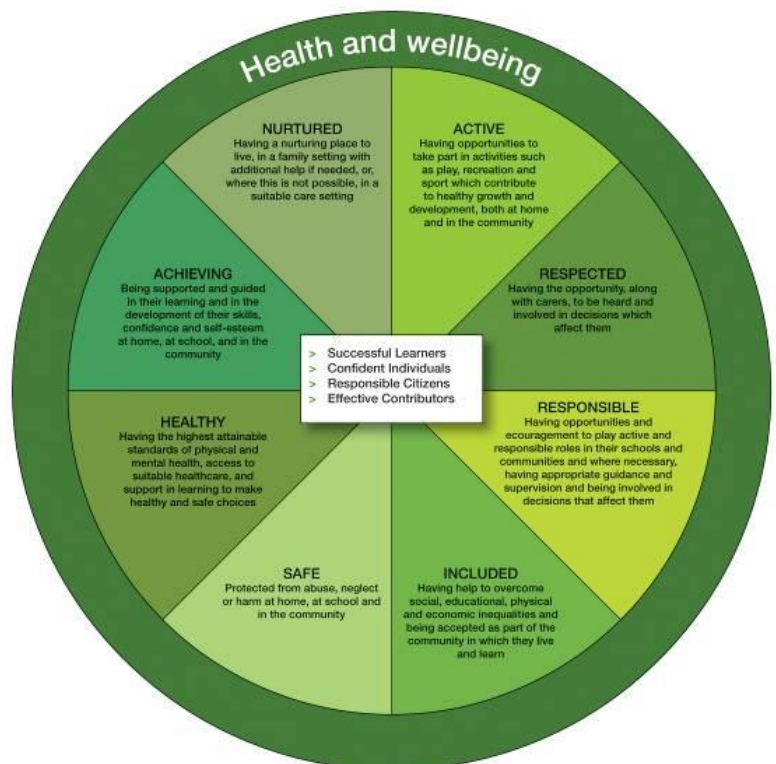 Health and wellbeing
NURTURED
Having a nurturing place to
live, in a family setting with
additional help if needed, or,
where this is not possible, in a
suitable care setting
ACTIVE
Having opportunities to
take part in activities such
as play, recreation and
sport which contribute
to healthy growth and
development, both at home
and in the community
ACHIEVING
Being supported and guided
in their learning and in the
development of their skills,
confidence and self-esteem
at home, at school, and in the
community
RESPECTED
Having the opportunity, along
with carers, to be heard and
involved in decisions which
affect them
> Successful Learners
> Confident Individuals
> Responsible Citizens
> Effective Contributors
HEALTHY
Having the highest attainable
standards of physical and
mental health, access to
suitable healthcare, and
support in learning to make
healthy and safe choices
RESPONSIBLE
Having opportunities and
ecouragement to play active and
responsible roles in their schools and
communities and where necessary,
having appropriate guidance and
supervision and being involved in
decisions that affect them
SAFE
Protected from abuse, neglect
or harm at home, at school and
in the community
INCLUDED
Having help to overcome
social, educational, physical
and economic inequalities and
being accepted as part of the
community in which they live
and learn